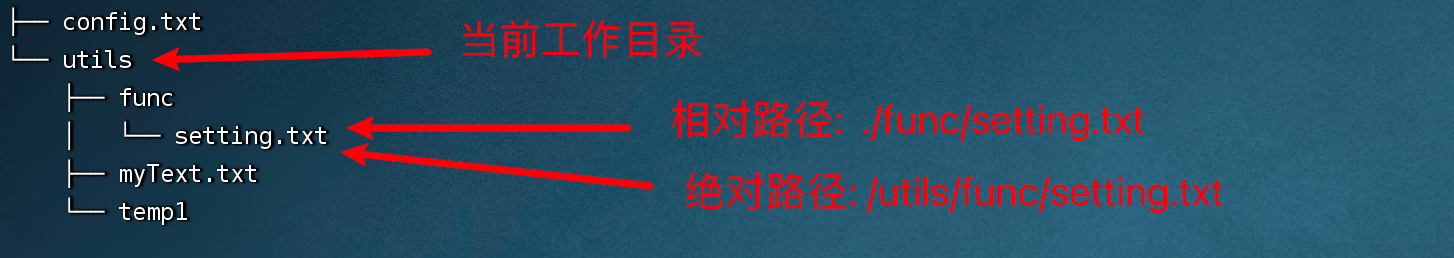 ├── config.txt
└── utils
    ├── func
    │   └── setting.txt
    ├── myText.txt
    └── temp1
当前工作目录
相对路径: ./func/setting.txt
绝对路径: /utils/func/setting.txt